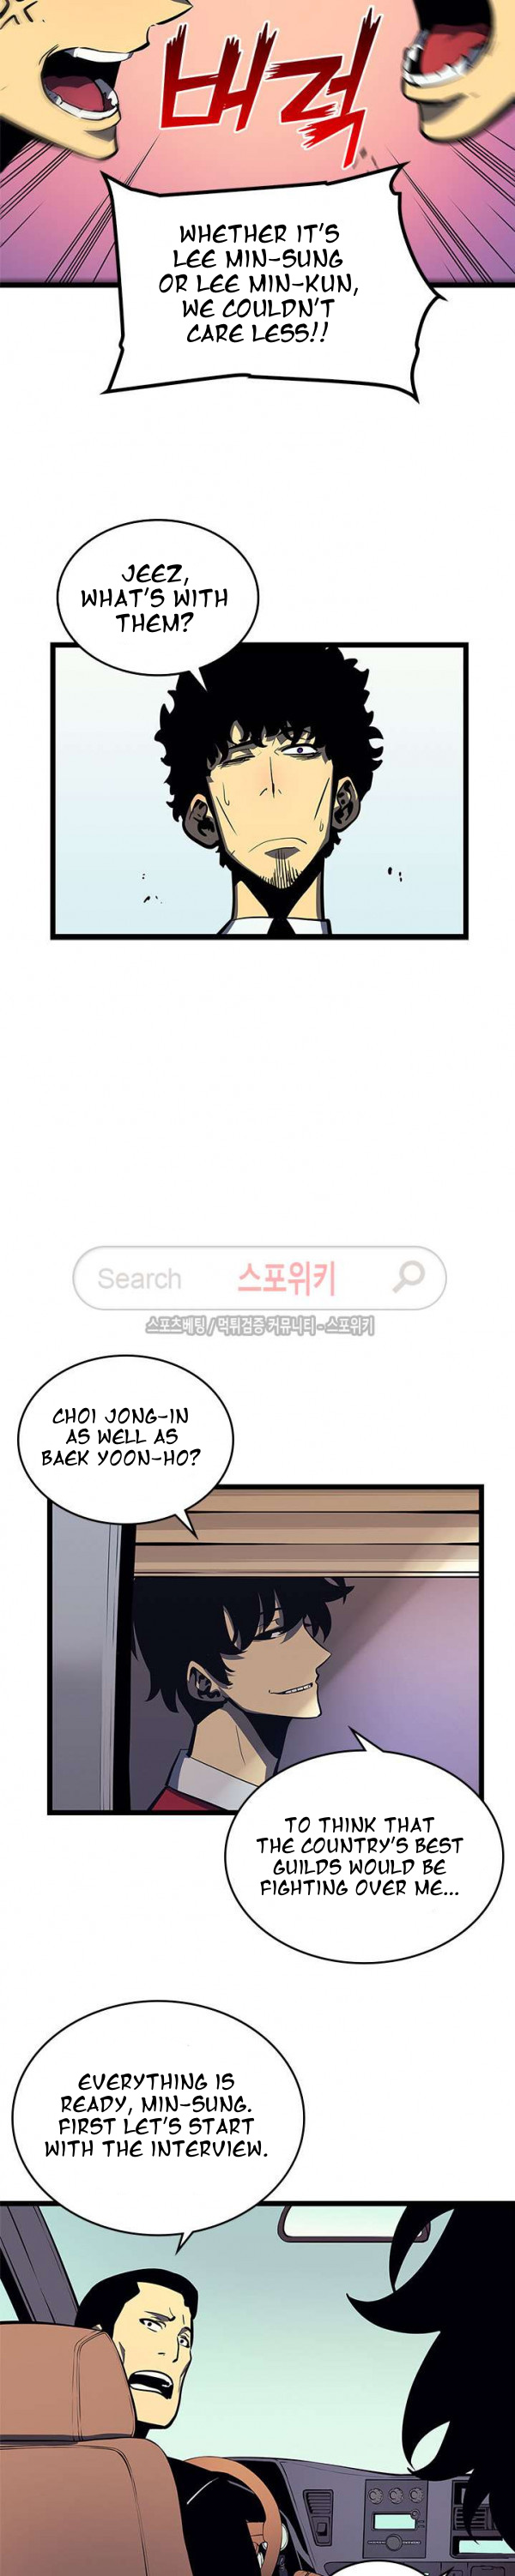 버럭
WHETHER IT'S
LEE MIN-SUNG
OR LEE MIN-KUN,
WE COULDN'T
CARE LESS!!
JEEZ,
WHAT'S WITH
THEM?
Search 스포위키
스포츠베팅 / 먹튀검증 커뮤니티 - 스포위키
CHOI JONG-IN
AS WELL AS
BAEK YOON-HO?
TO THINK THAT
THE COUNTRY'S BEST
GUILDS WOULD BE
FIGHTING OVER ME...
EVERYTHING IS
READY, MIN-SUNG.
FIRST LET'S START
WITH THE INTERVIEW.